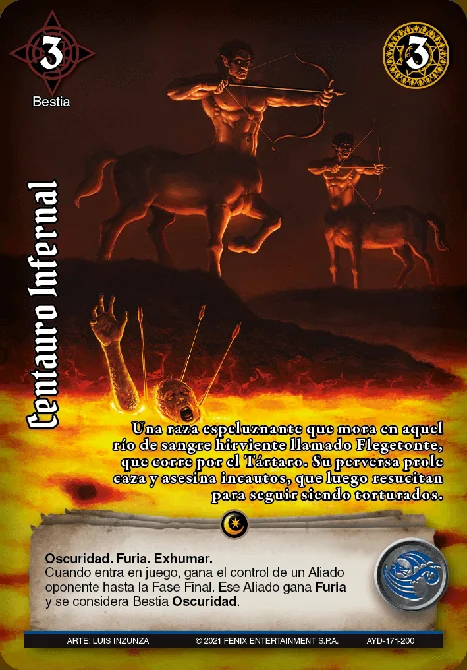 3
3
Bestia
Centauro Infernal
Una raza espeluznante que mora en aquel
río de sangre hirviente llamado Flegetonte,
que corre por el Tártaro. Su perversa prole
caza y asesina incautos, que luego resucitan
para seguir siendo torturados.
Oscuridad. Furia. Exhumar.
Cuando entra en juego, gana el control de un Aliado
oponente hasta la Fase Final. Ese Aliado gana Furia
y se considera Bestia Oscuridad.
ARTE: LUIS INZUNZA © 2021 FENIX ENTERTAINMENT S.R.A. AYD-171-200